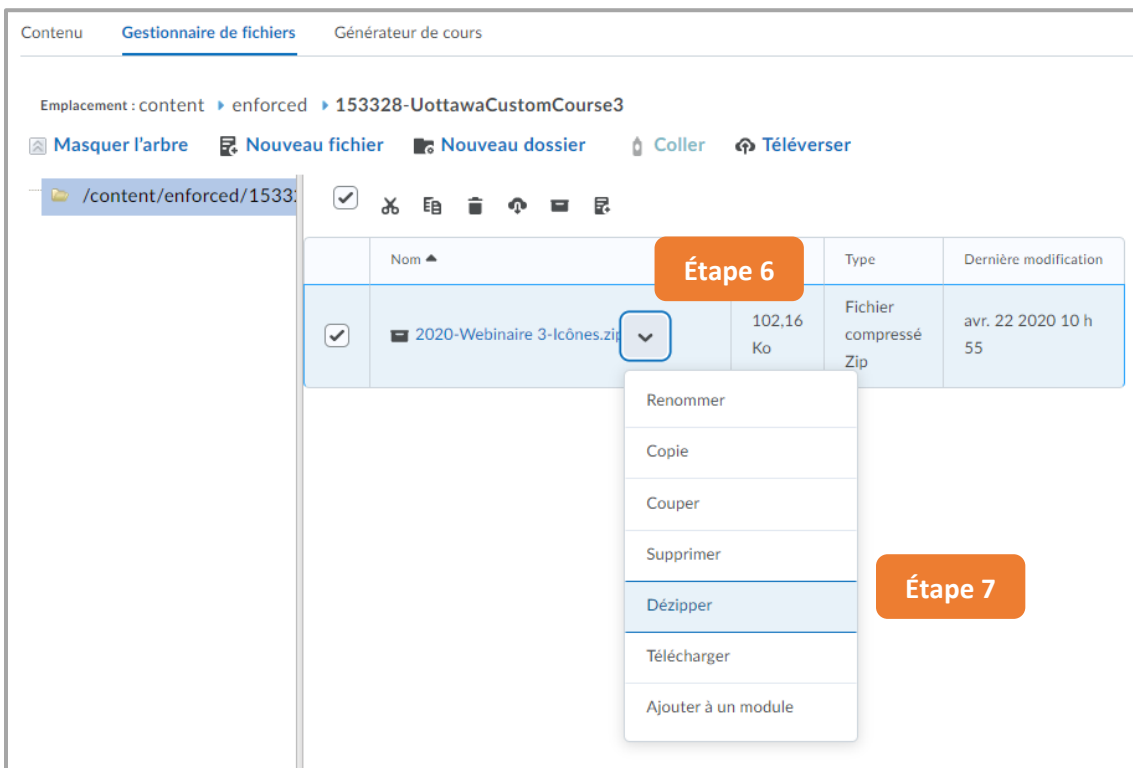 Contenu Gestionnaire de fichiers Générateur de cours
Emplacement : content enforced 153328-UottawaCustomCourse3
Masquer l'arbre Nouveau fichier Nouveau dossier Coller Téléverser
/content/enforced/1533
Nom Étape 6 Type Dernière modification
2020-Webinaire 3-Icônes.zip 102,16 Ko Fichier compressé Zip avr. 22 2020 10 h 55
Renommer
Copie
Couper
Supprimer
Dézipper Étape 7
Télécharger
Ajouter à un module